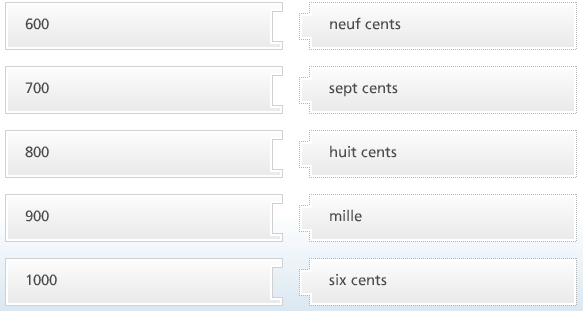 600 neuf cents
700 sept cents
800 huit cents
900 mille
1000 six cents